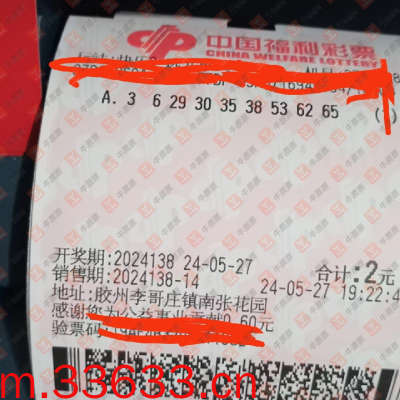 中国福利彩票
CHINA WELFARE LOTTERY
A. 3 6 29 30 35 38 53 62 65
开奖期:2024138 24-05-27
销售期:2024138-14 24-05-27 19:22:4
合计:2元
地址:胶州李哥庄镇南张花园
感谢您为公益事业贡献0.60元
验票码:
m.33633.cn